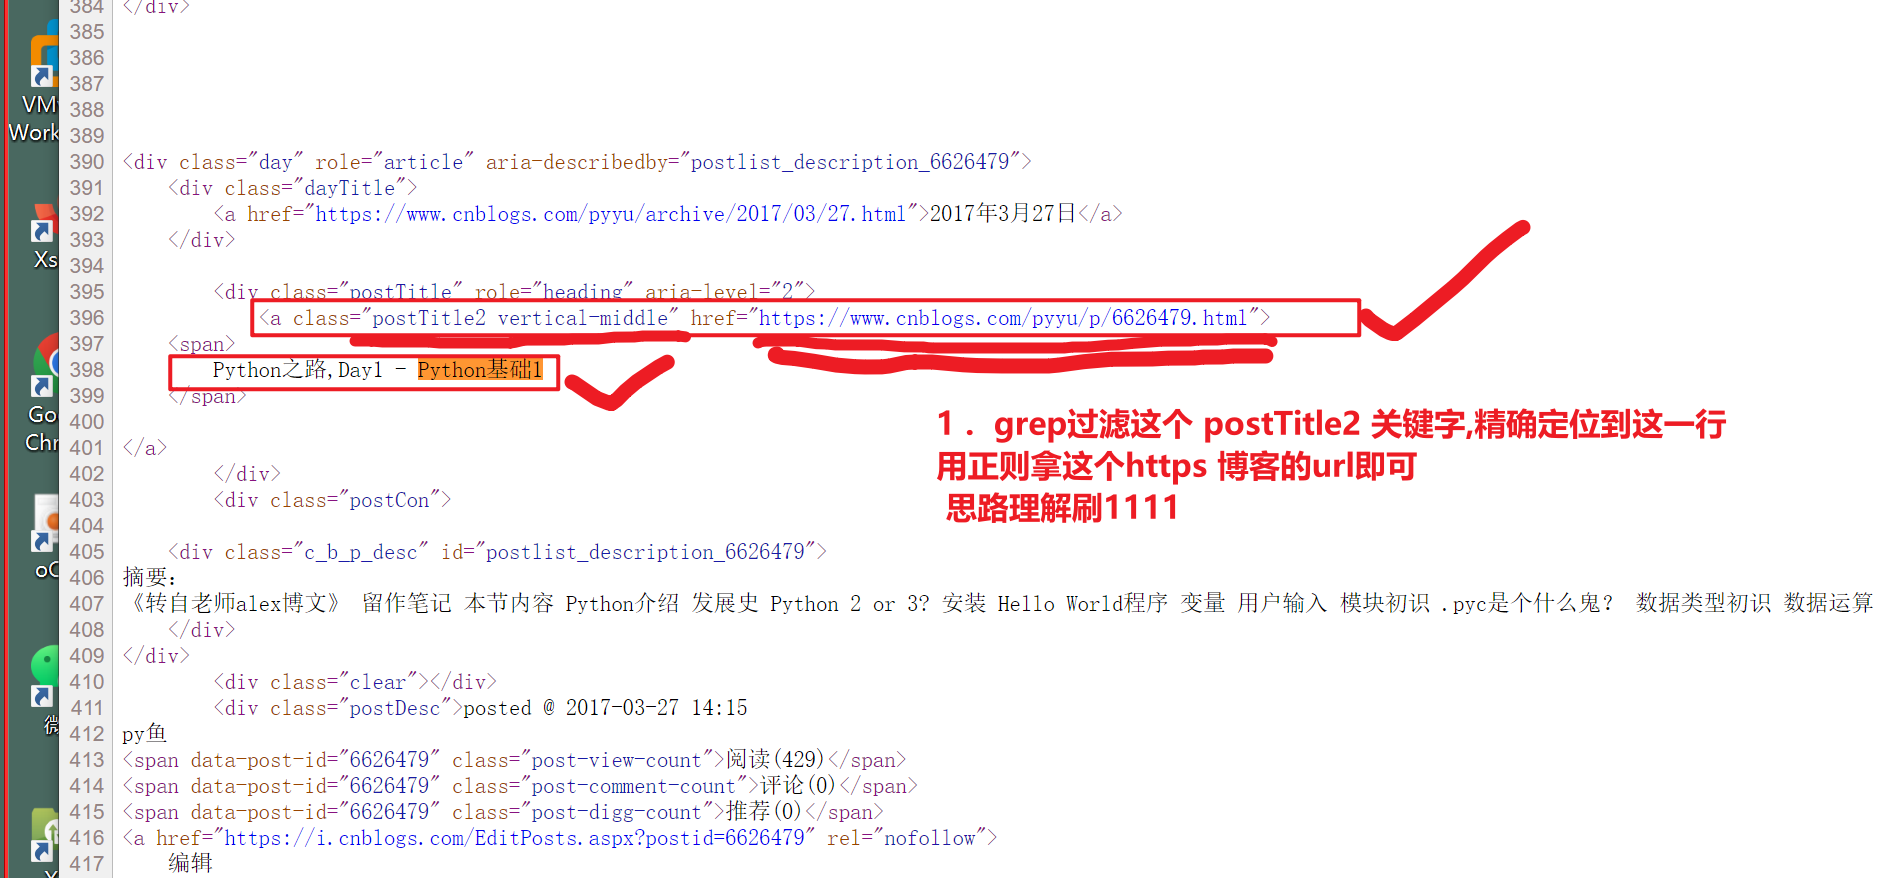 384 </div>
385
386
387
388
389
390 <div class="day" role="article" aria-describedby="postlist_description_6626479">
391 <div class="dayTitle">
392 <a href="https://www.cnblogs.com/pyyu/archive/2017/03/27.html">2017年3月27日</a>
393 </div>
394
395 <div class="postTitle" role="heading" aria-level="2">
396 <a class="postTitle2 vertical-middle" href="https://www.cnblogs.com/pyyu/p/6626479.html">
397 <span>
398 Python之路,Day1 - Python基础1
399 </span>
400
401 </a>
402 </div>
403 <div class="postCon">
404
405 <div class="c_b_p_desc" id="postlist_description_6626479">
406 摘要：
407 《转自老师alex博文》 留作笔记 本节内容 Python介绍 发展史 Python 2 or 3? 安装 Hello World程序 变量 用户输入 模块初识 .pyc是个什么鬼？ 数据类型初识 数据运算
408 </div>
409 </div>
410 <div class="clear"></div>
411 <div class="postDesc">posted @ 2017-03-27 14:15
412 py鱼
413 <span data-post-id="6626479" class="post-view-count">阅读(429)</span>
414 <span data-post-id="6626479" class="post-comment-count">评论(0)</span>
415 <span data-post-id="6626479" class="post-digg-count">推荐(0)</span>
416 <a href="https://i.cnblogs.com/EditPosts.aspx?postid=6626479" rel="nofollow">
417 编辑
1．grep过滤这个 postTitle2 关键字,精确定位到这一行
用正则拿这个https 博客的url即可
思路理解刷1111
VM
Work
Xs
Go
Chr
oC
微